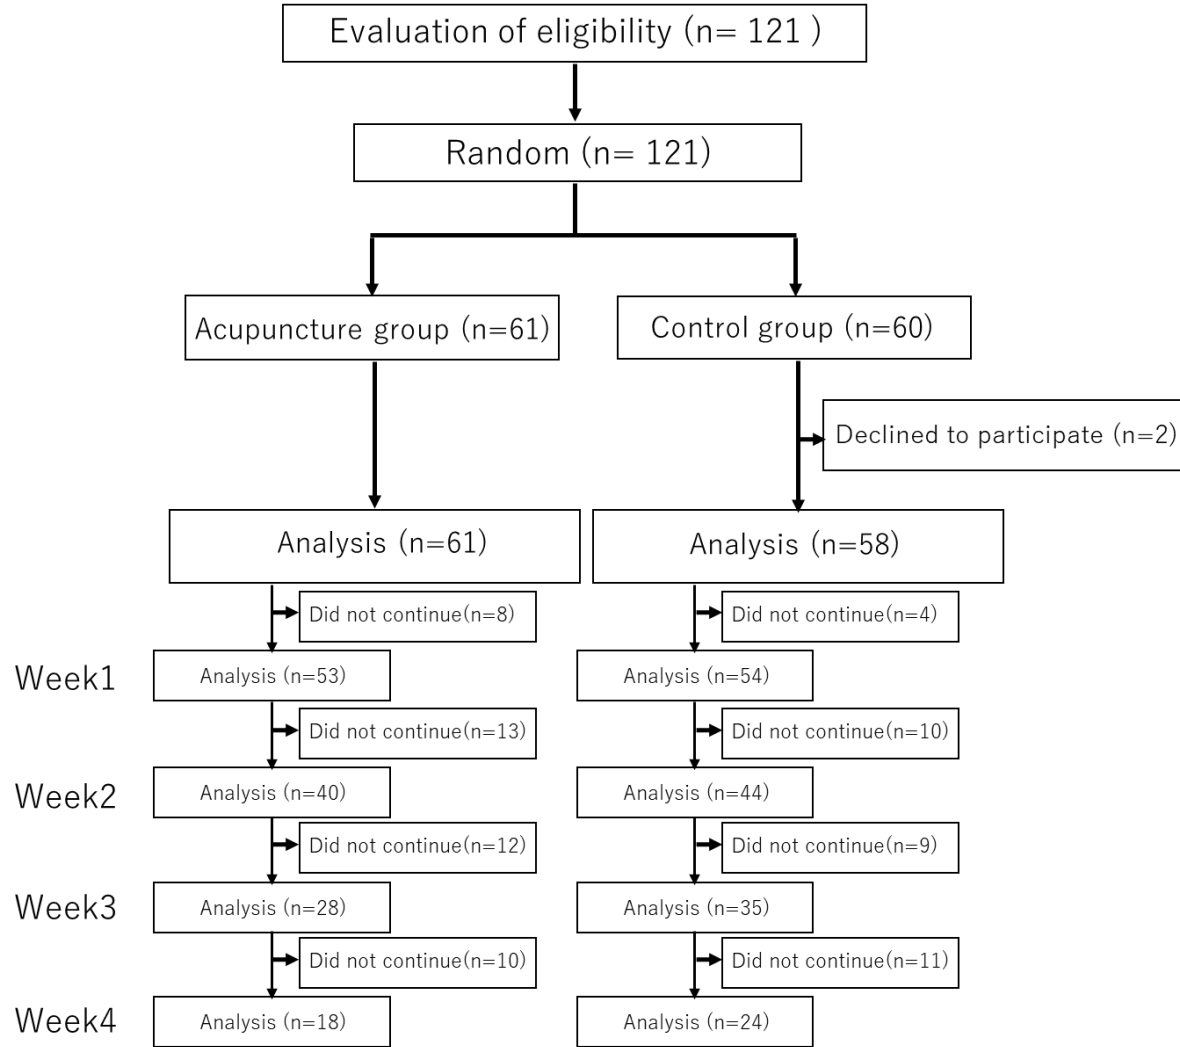 Evaluation of eligibility (n= 121 )
Random (n= 121)
Acupuncture group (n=61)
Control group (n=60)
Declined to participate (n=2)
Analysis (n=61)
Analysis (n=58)
Did not continue(n=8)
Did not continue(n=4)
Week1
Analysis (n=53)
Analysis (n=54)
Did not continue(n=13)
Did not continue(n=10)
Week2
Analysis (n=40)
Analysis (n=44)
Did not continue(n=12)
Did not continue(n=9)
Week3
Analysis (n=28)
Analysis (n=35)
Did not continue(n=10)
Did not continue(n=11)
Week4
Analysis (n=18)
Analysis (n=24)